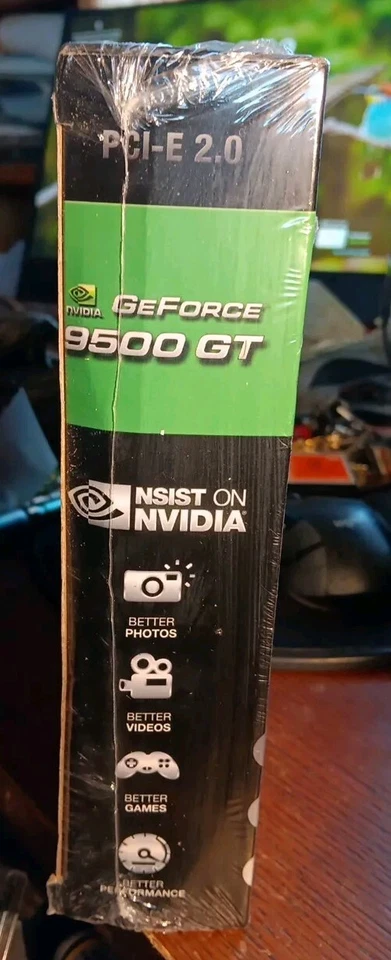 PCI-E 2.0
NVIDIA
GEFORCE
9500 GT
NSIST ON
NVIDIA
BETTER
PHOTOS
BETTER
VIDEOS
BETTER
GAMES
BETTER
PERFORMANCE